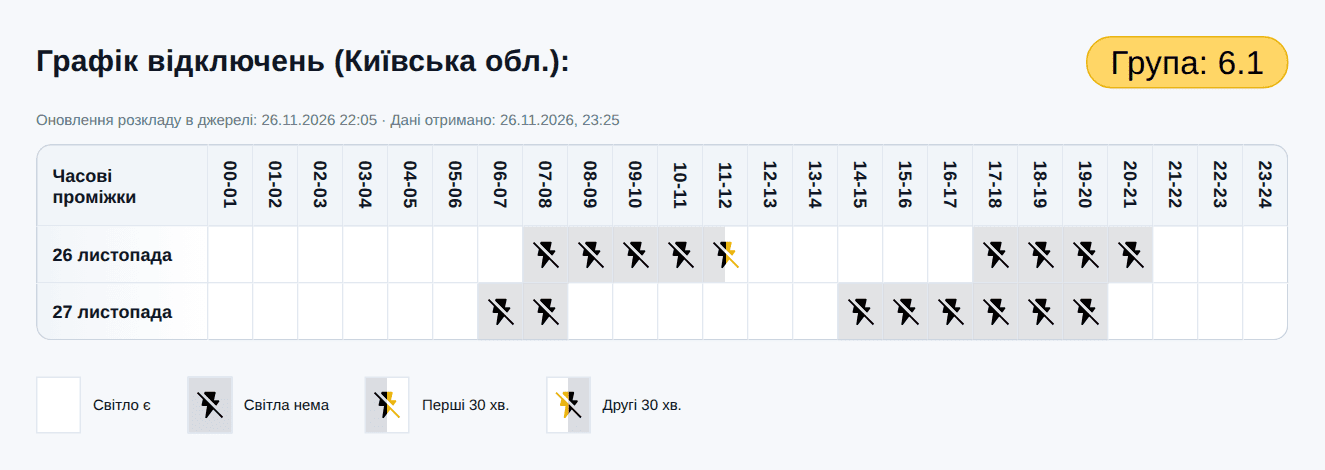 Графік відключень (Київська обл.):
Група: 6.1
Оновлення розкладу в джерелі: 26.11.2026 22:05 · Дані отримано: 26.11.2026, 23:25
Часові
проміжки
00-01
01-02
02-03
03-04
04-05
05-06
06-07
07-08
08-09
09-10
10-11
11-12
12-13
13-14
14-15
15-16
16-17
17-18
18-19
19-20
20-21
21-22
22-23
23-24
26 листопада
27 листопада
Світло є
Світла нема
Перші 30 хв.
Другі 30 хв.